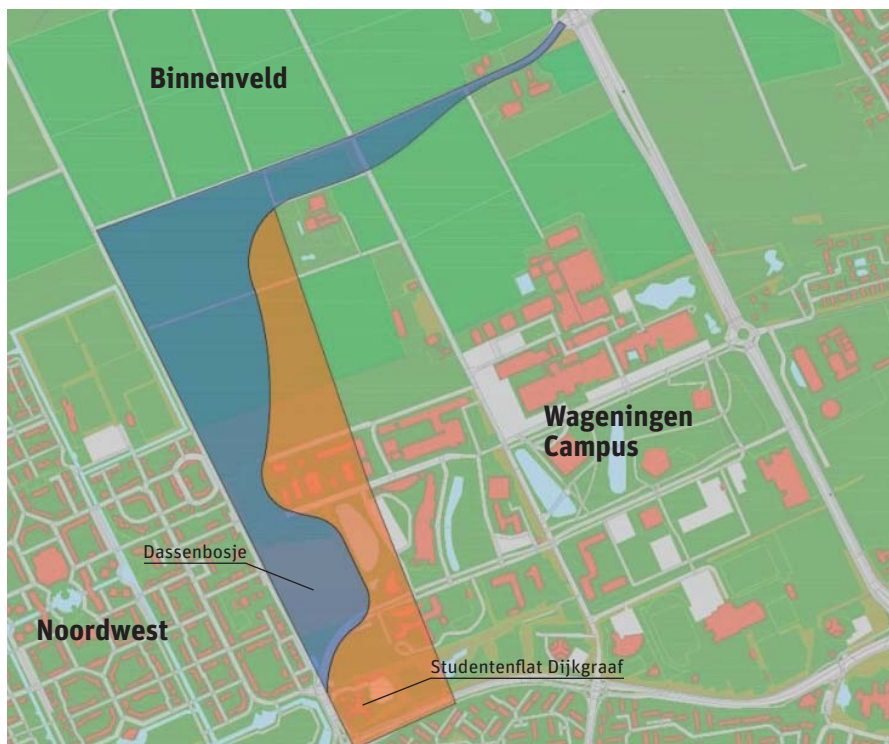 Binnenveld
Wageningen
Campus
Dassenbosje
Noordwest
Studentenflat Dijkgraaf